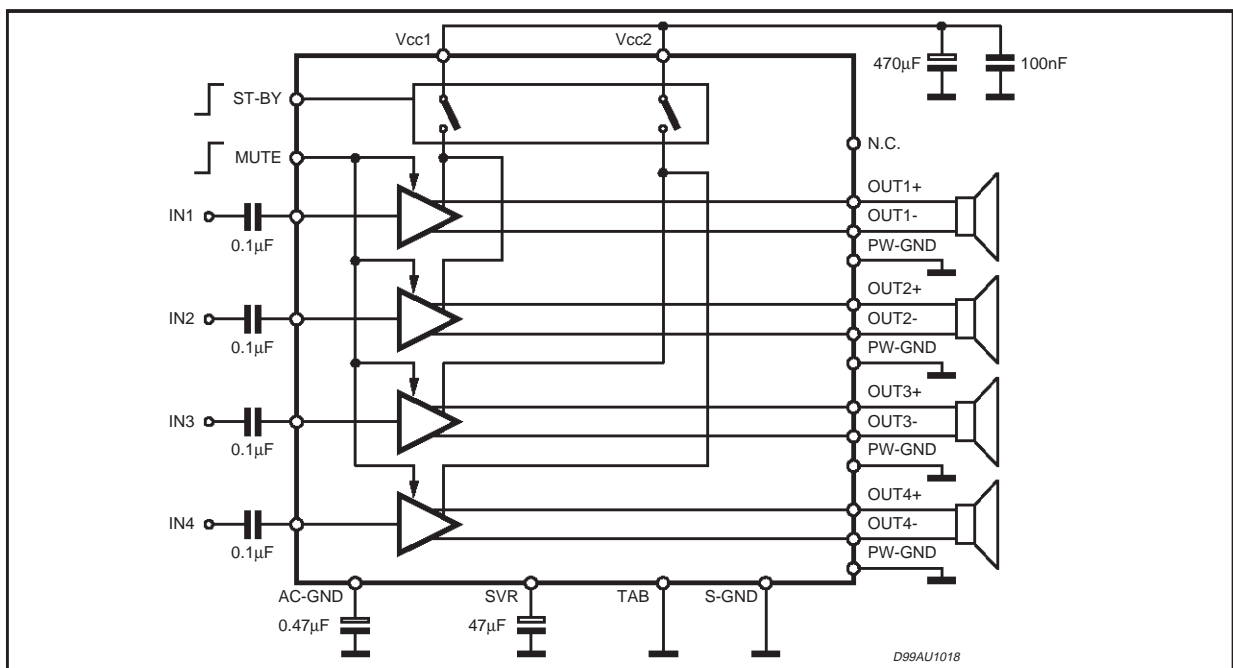 Vcc1
Vcc2
470μF
100nF
ST-BY
N.C.
MUTE
OUT1+
IN1
OUT1-
0.1μF
PW-GND
OUT2+
IN2
OUT2-
0.1μF
PW-GND
OUT3+
IN3
OUT3-
0.1μF
PW-GND
OUT4+
IN4
OUT4-
0.1μF
PW-GND
AC-GND
SVR
TAB
S-GND
0.47μF
47μF
D99AU1018